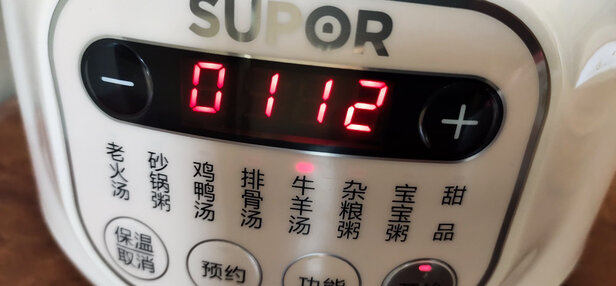 SUPOR
− 0112 +
老火汤 砂锅粥 鸡鸭汤 排骨汤 牛羊汤 杂粮粥 宝宝粥 甜品
保温
取消
预约
功能